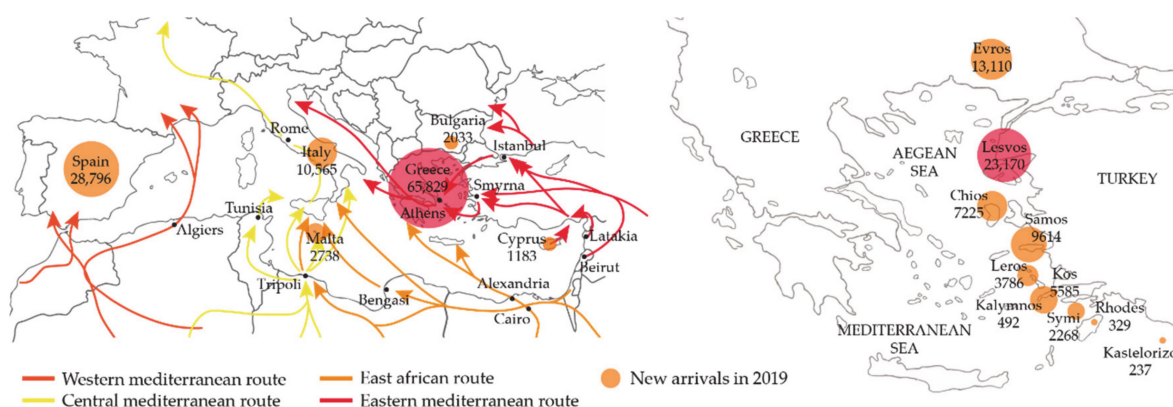 Rome
Bulgaria
2033
Istanbul
Spain
28,796
Italy
10,565
Greece
65,829
Athens
Smyrna
Tunisia
Algiers
Malta
2738
Cyprus
1183
Latakia
Beirut
Tripoli
Bengasi
Alexandria
Cairo
Western mediterranean route
Central mediterranean route
East african route
Eastern mediterranean route
New arrivals in 2019
Evros
13,110
GREECE
AEGEAN
SEA
Lesvos
23,170
TURKEY
Chios
7225
Samos
9614
Leros
3786
Kos
5585
Kalymnos
492
Symi
2268
Rhodes
329
Kastelorizo
237
MEDITERRANEAN
SEA